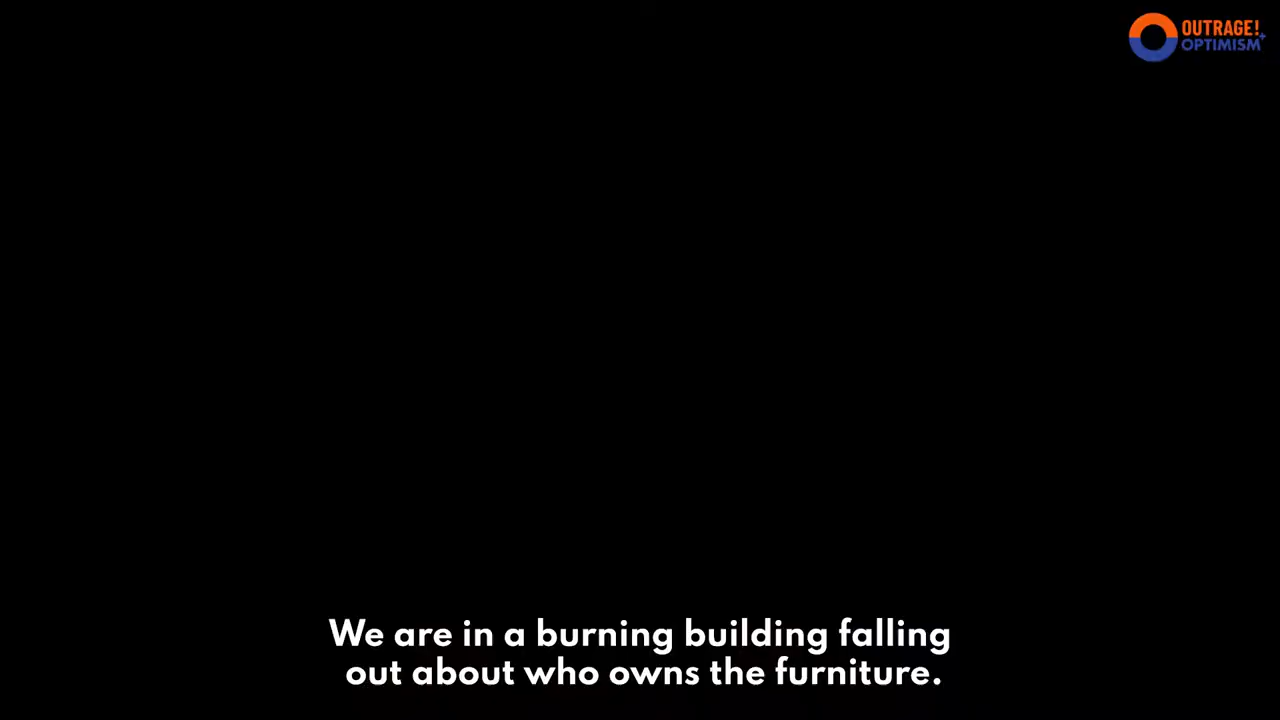 OUTRAGE!
OPTIMISM+
We are in a burning building falling
out about who owns the furniture.